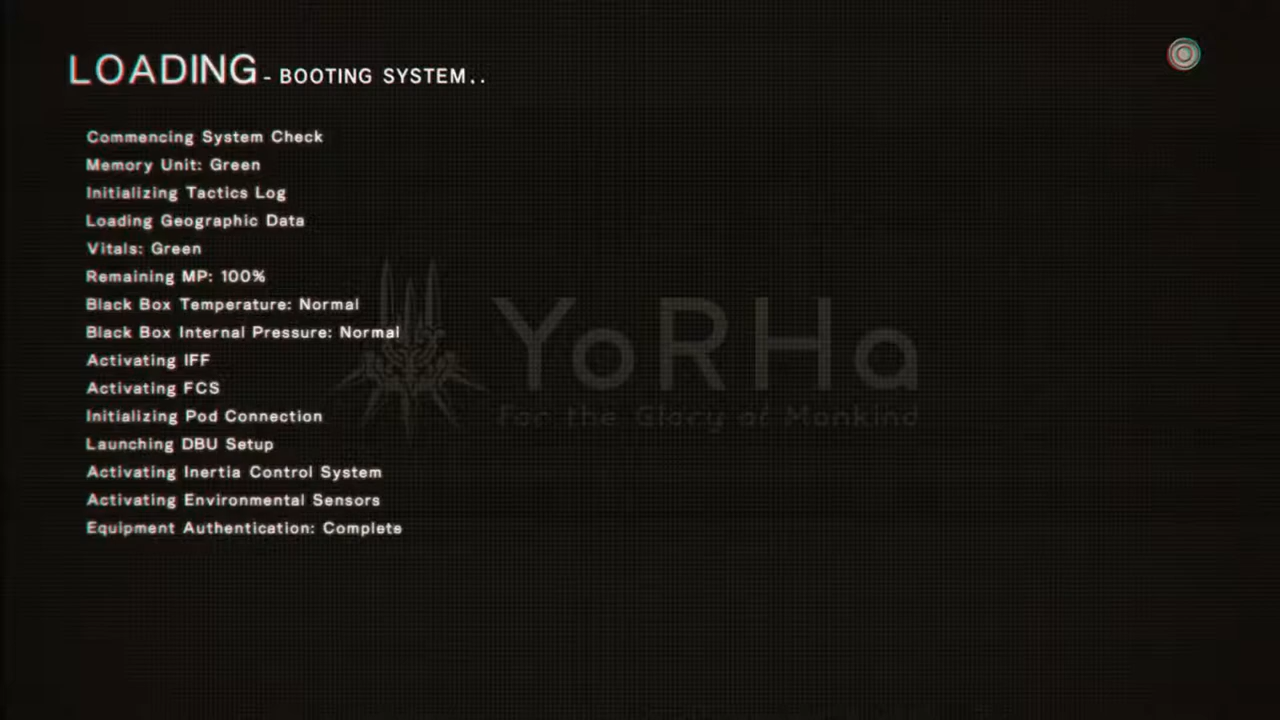 LOADING - BOOTING SYSTEM..
Commencing System Check
Memory Unit: Green
Initializing Tactics Log
Loading Geographic Data
Vitals: Green
Remaining MP: 100%
Black Box Temperature: Normal
Black Box Internal Pressure: Normal
Activating IFF
Activating FCS
Initializing Pod Connection
Launching DBU Setup
Activating Inertia Control System
Activating Environmental Sensors
Equipment Authentication: Complete
YoRHa
For the Glory of Mankind